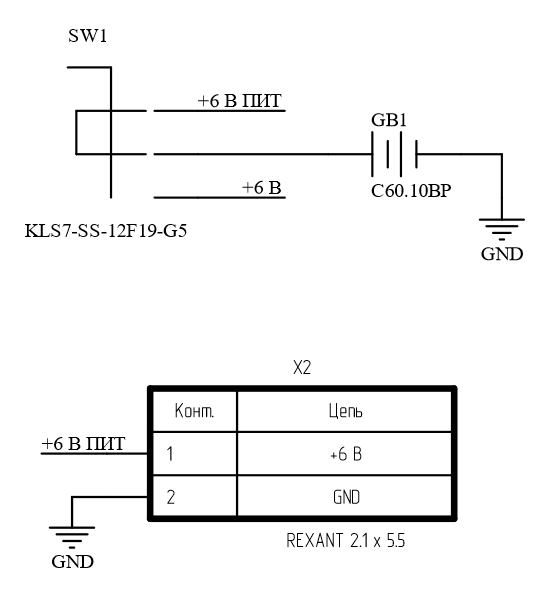 SW1
+6 В ПИТ
GB1
+6 В
C60.10BP
KLS7-SS-12F19-G5
GND
X2
Конт. Цепь
+6 В ПИТ
1 +6 В
2 GND
GND
REXANT 2.1 x 5.5